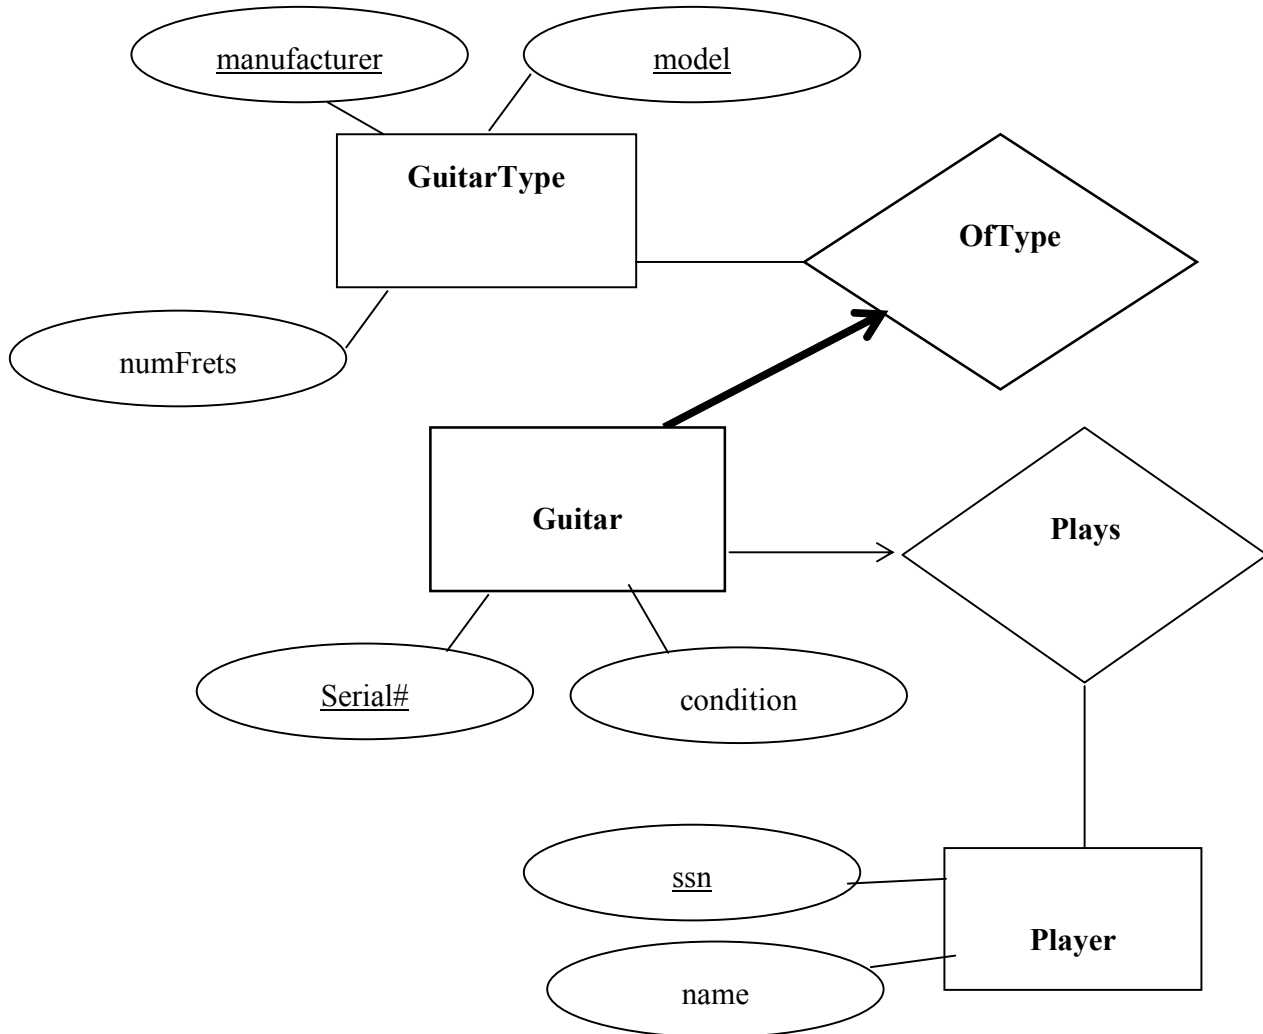 manufacturer
model
GuitarType
OfType
numFrets
Guitar
Plays
Serial#
condition
ssn
Player
name